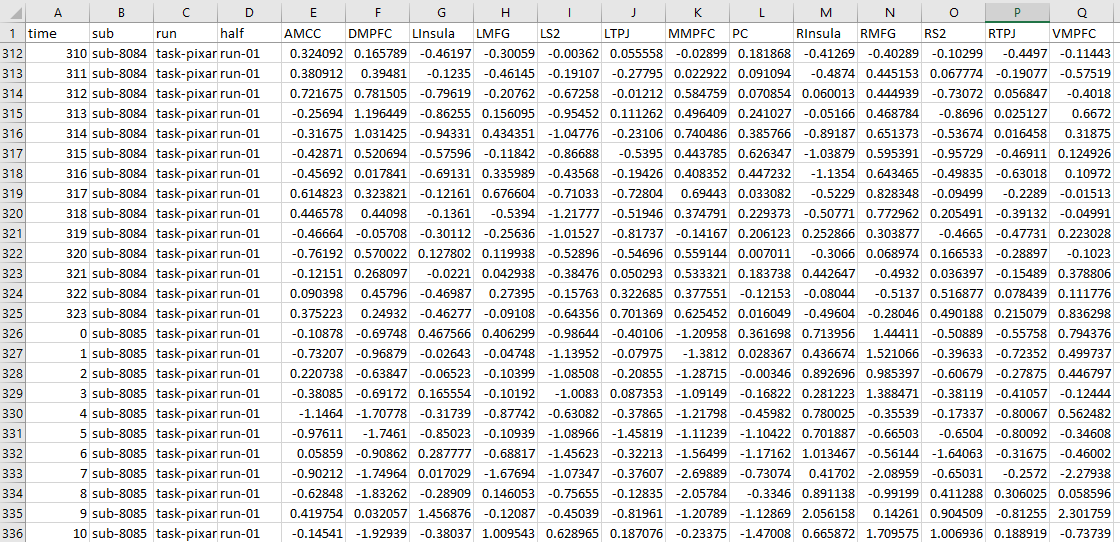 A B C D E F G H I J K L M N O P Q
1 time sub run half AMCC DMPFC LInsula LMFG LS2 LTPJ MMPFC PC RInsula RMFG RS2 RTPJ VMPFC
312 310 sub-8084 task-pixar run-01 0.324092 0.165789 -0.46197 -0.30059 -0.00362 0.055558 -0.02899 0.181868 -0.41269 -0.40289 -0.10299 -0.4497 -0.11443
313 311 sub-8084 task-pixar run-01 0.380912 0.39481 -0.1235 -0.46145 -0.19107 -0.27795 0.022922 0.091094 -0.4874 0.445153 0.067774 -0.19077 -0.57519
314 312 sub-8084 task-pixar run-01 0.721675 0.781505 -0.79619 -0.20762 -0.67258 -0.01212 0.584759 0.070854 0.060013 0.444939 -0.73072 0.056847 -0.4018
315 313 sub-8084 task-pixar run-01 -0.25694 1.196449 -0.86255 0.156095 -0.95452 0.111262 0.496409 0.241027 -0.05166 0.468784 -0.8696 0.025127 0.6672
316 314 sub-8084 task-pixar run-01 -0.31675 1.031425 -0.94331 0.434351 -1.04776 -0.23106 0.740486 0.385766 -0.89187 0.651373 -0.53674 0.016458 0.31875
317 315 sub-8084 task-pixar run-01 -0.42871 0.520694 -0.57596 -0.11842 -0.86688 -0.5395 0.443785 0.626347 -1.03879 0.595391 -0.95729 -0.46911 0.124926
318 316 sub-8084 task-pixar run-01 -0.45692 0.017841 -0.69131 0.335989 -0.43568 -0.19426 0.408352 0.447232 -1.1354 0.643465 -0.49835 -0.63018 0.10972
319 317 sub-8084 task-pixar run-01 0.614823 0.323821 -0.12161 0.676604 -0.71033 -0.72804 0.69443 0.033082 -0.5229 0.828348 -0.09499 -0.2289 -0.01513
320 318 sub-8084 task-pixar run-01 0.446578 0.44098 -0.1361 -0.5394 -1.21777 -0.51946 0.374791 0.229373 -0.50771 0.772962 0.205491 -0.39132 -0.04991
321 319 sub-8084 task-pixar run-01 -0.46664 -0.05708 -0.30112 -0.25636 -1.01527 -0.81737 -0.14167 0.206123 0.252866 0.303877 -0.4665 -0.47731 0.223028
322 320 sub-8084 task-pixar run-01 -0.76192 0.570022 0.127802 0.119938 -0.52896 -0.54696 0.559144 0.007011 -0.3066 0.068974 0.166533 -0.28897 -0.1023
323 321 sub-8084 task-pixar run-01 -0.12151 0.268097 -0.0221 0.042938 -0.38476 0.050293 0.533321 0.183738 0.442647 -0.4932 0.036397 -0.15489 0.378806
324 322 sub-8084 task-pixar run-01 0.090398 0.45796 -0.46987 0.27395 -0.15763 0.322685 0.377551 -0.12153 -0.08044 -0.5137 0.516877 0.078439 0.111776
325 323 sub-8084 task-pixar run-01 0.375223 0.24932 -0.46277 -0.09108 -0.64356 0.701369 0.625452 0.016049 -0.49604 -0.28046 0.490188 0.215079 0.836298
326 0 sub-8085 task-pixar run-01 -0.10878 -0.69748 0.467566 0.406299 -0.98644 -0.40106 -1.20958 0.361698 0.713956 1.44411 -0.50889 -0.55758 0.794376
327 1 sub-8085 task-pixar run-01 -0.73207 -0.96879 -0.02643 -0.04748 -1.13952 -0.07975 -1.3812 0.028367 0.436674 1.521066 -0.39633 -0.72352 0.499737
328 2 sub-8085 task-pixar run-01 0.220738 -0.63847 -0.06523 -0.10399 -1.08508 -0.20855 -1.28715 -0.00346 0.892696 0.985397 -0.60679 -0.27875 0.446797
329 3 sub-8085 task-pixar run-01 -0.38085 -0.69172 0.165554 -0.10192 -1.0083 0.087353 -1.09149 -0.16822 0.281223 1.388471 -0.38119 -0.41057 -0.12444
330 4 sub-8085 task-pixar run-01 -1.1464 -1.70778 -0.31739 -0.87742 -0.63082 -0.37865 -1.21798 -0.45982 0.780025 -0.35539 -0.17337 -0.80067 0.562482
331 5 sub-8085 task-pixar run-01 -0.97611 -1.7461 -0.85023 -0.10939 -1.08966 -1.45819 -1.11239 -1.10422 0.701887 -0.66503 -0.6504 -0.80092 -0.34608
332 6 sub-8085 task-pixar run-01 0.05859 -0.90862 0.287777 -0.68817 -1.45623 -0.32213 -1.56499 -1.17162 1.013467 -0.56144 -1.64063 -0.31675 -0.46002
333 7 sub-8085 task-pixar run-01 -0.90212 -1.74964 0.017029 -1.67694 -1.07347 -0.37607 -2.69889 -0.73074 0.41702 -2.08959 -0.65031 -0.2572 -2.27938
334 8 sub-8085 task-pixar run-01 -0.62848 -1.83262 -0.28909 0.146053 -0.75655 -0.12835 -2.05784 -0.3346 0.891138 -0.99199 0.411288 0.306025 0.058596
335 9 sub-8085 task-pixar run-01 0.419754 0.032057 1.456876 -0.12087 -0.45039 -0.81961 -1.20789 -1.12869 2.056158 0.14261 0.904509 -0.81255 2.301759
336 10 sub-8085 task-pixar run-01 -0.14541 -1.92939 -0.38037 1.009543 0.628965 0.187076 -0.23375 -1.47008 0.665872 1.709575 1.006936 0.188919 -0.73739